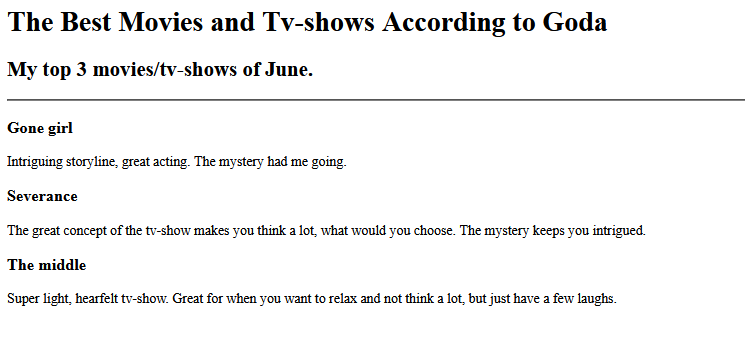 The Best Movies and Tv-shows According to Goda
My top 3 movies/tv-shows of June.
Gone girl
Intriguing storyline, great acting. The mystery had me going.
Severance
The great concept of the tv-show makes you think a lot, what would you choose. The mystery keeps you intrigued.
The middle
Super light, hearfelt tv-show. Great for when you want to relax and not think a lot, but just have a few laughs.